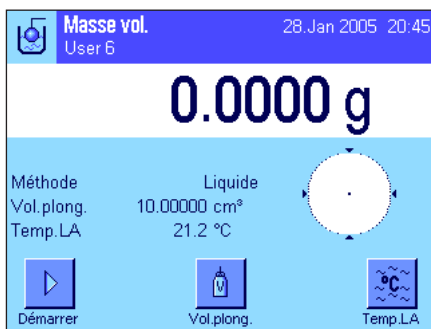 Masse vol. 28.Jan 2005 20:45
User 6
0.0000 g
Méthode Liquide
Vol.plong. 10.00000 cm³
Temp.LA 21.2 °C
°C
Démarrer Vol.plong. Temp.LA